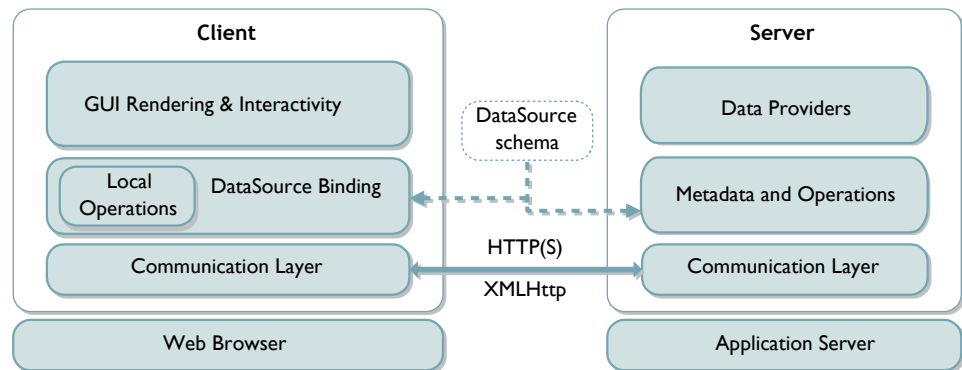 Client
GUI Rendering & Interactivity
Local
Operations
DataSource Binding
Communication Layer
Web Browser
DataSource
schema
HTTP(S)
XMLHttp
Server
Data Providers
Metadata and Operations
Communication Layer
Application Server